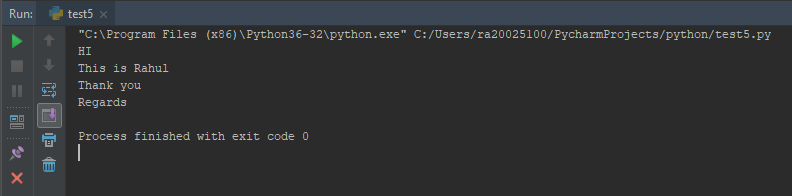 Run: test5
"C:\Program Files (x86)\Python36-32\python.exe" C:/Users/ra20025100/PycharmProjects/python/test5.py
HI
This is Rahul
Thank you
Regards
Process finished with exit code 0